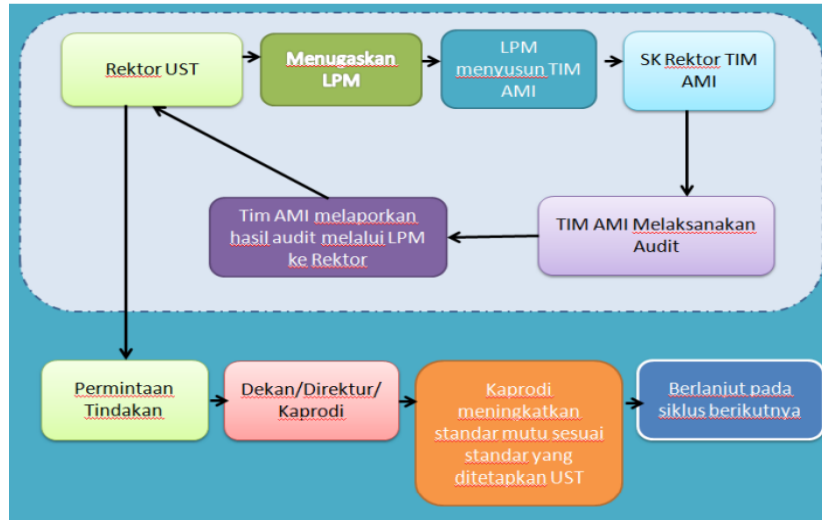 Rektor UST
Menugaskan
LPM
LPM
menyusun TIM
AMI
SK Rektor TIM
AMI
Tim AMI melaporkan
hasil audit melalui LPM
ke Rektor
TIM AMI Melaksanakan
Audit
Permintaan
Tindakan
Dekan/Direktur/
Kaprodi
Kaprodi
meningkatkan
standar mutu sesuai
standar yang
ditetapkan UST
Berlanjut pada
siklus berikutnya